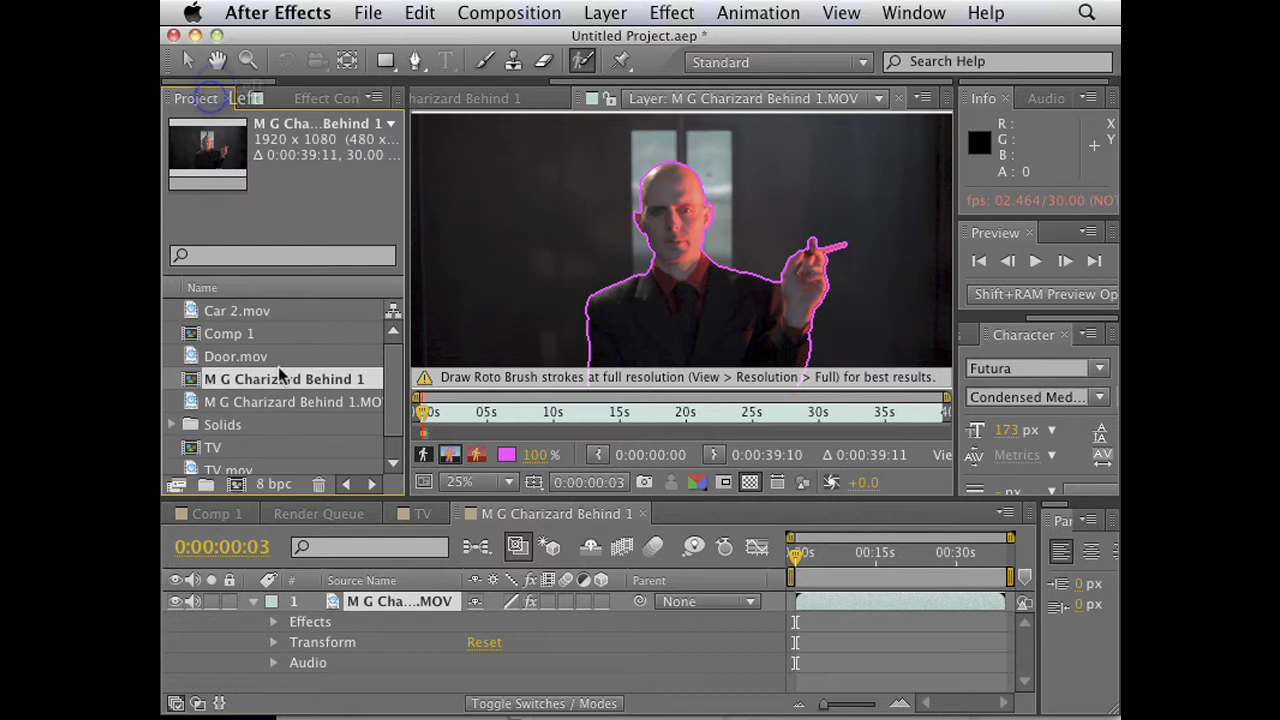 After Effects File Edit Composition Layer Effect Animation View Window Help
Untitled Project.aep *
Standard
Search Help
Project
Left
Effect Con
harizard Behind 1
Layer: M G Charizard Behind 1.MOV
Info
Audio
M G Cha...Behind 1
1920 x 1080 (480 x...
Δ 0:00:39:11, 30.00 ...
R :
G :
B :
A : 0
X
Y
fps: 02.464/30.00 (NOT
Preview
Shift+RAM Preview Op
Name
Car 2.mov
Comp 1
Door.mov
M G Charizard Behind 1
M G Charizard Behind 1.MO
Solids
TV
TV.mov
8 bpc
Draw Roto Brush strokes at full resolution (View > Resolution > Full) for best results.
0s 05s 10s 15s 20s 25s 30s 35s 40
100 % 0:00:00:00 0:00:39:10 Δ 0:00:39:11 Vie
25% 0:00:00:03 +0.0
Character
Futura
Condensed Med...
173 px
Metrics
px
Comp 1
Render Queue
TV
M G Charizard Behind 1
0:00:00:03
# Source Name Parent
:00s 00:15s 00:30s
1 M G Cha....MOV None
Effects
Transform Reset
Audio
Toggle Switches / Modes
Par
0 px
0 px